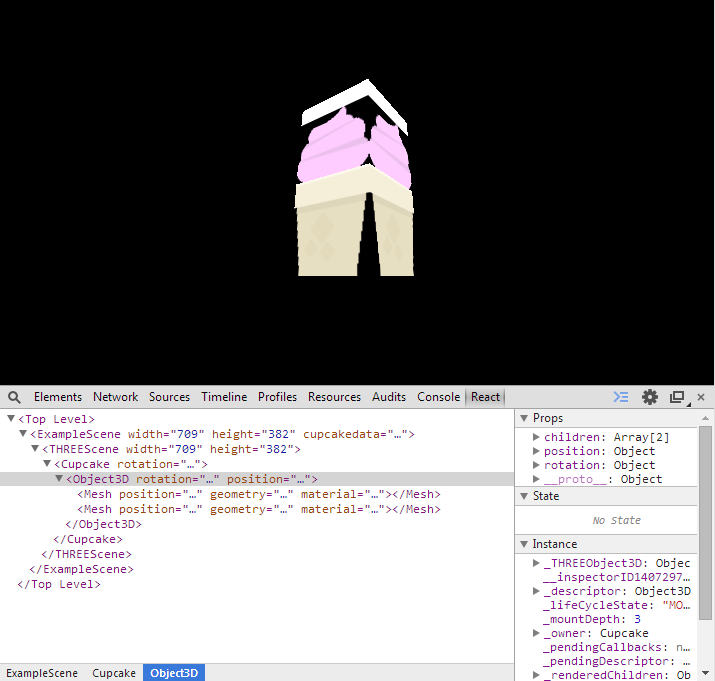 Elements Network Sources Timeline Profiles Resources Audits Console React
▼<Top Level>
▼<ExampleScene width="709" height="382" cupcakedata="…">
▼<THREEScene width="709" height="382">
▼<Cupcake rotation="…">
▼<Object3D rotation="…" position="…">
<Mesh position="…" geometry="…" material="…"></Mesh>
<Mesh position="…" geometry="…" material="…"></Mesh>
</Object3D>
</Cupcake>
</THREEScene>
</ExampleScene>
</Top Level>
▼ Props
▶ children: Array[2]
▶ position: Object
▶ rotation: Object
▶ __proto__: Object
▼ State
No State
▼ Instance
▶ _THREEObject3D: Objec
__inspectorID1407297…
▶ _descriptor: Object3D
_lifeCycleState: "MO…
_mountDepth: 3
▶ _owner: Cupcake
_pendingCallbacks: n…
_pendingDescriptor: …
▶ _renderedChildren: Ob
ExampleScene Cupcake Object3D